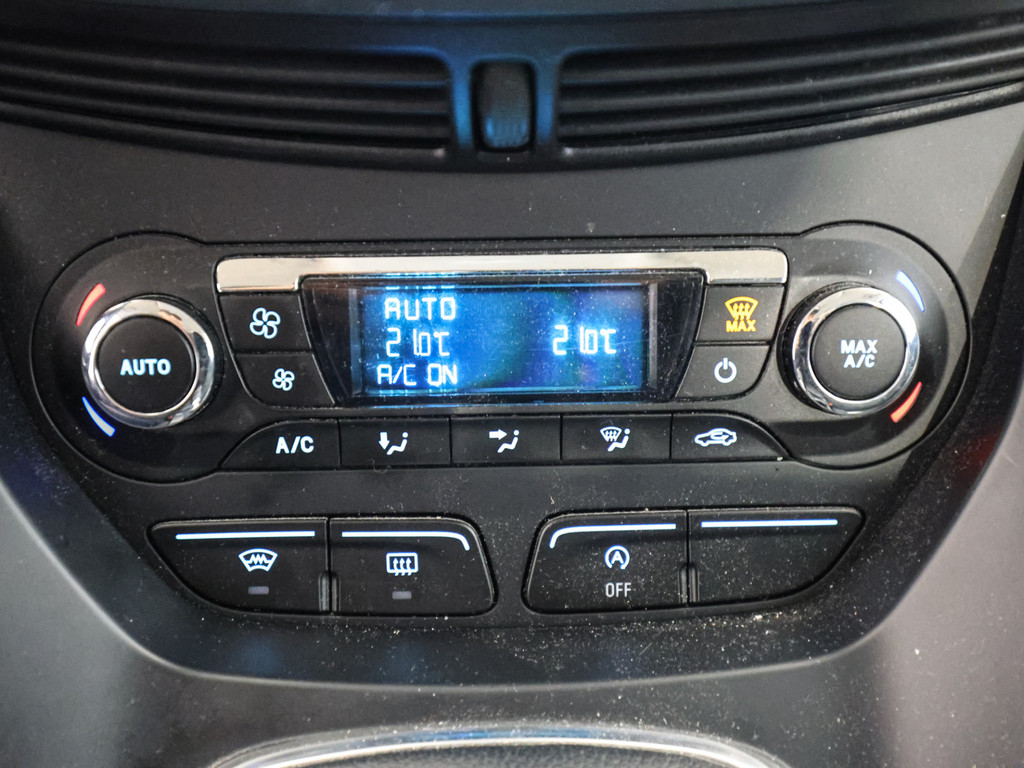 AUTO
21.0°C 21.0°C
A/C ON
MAX
AUTO
MAX
A/C
A/C
A
OFF